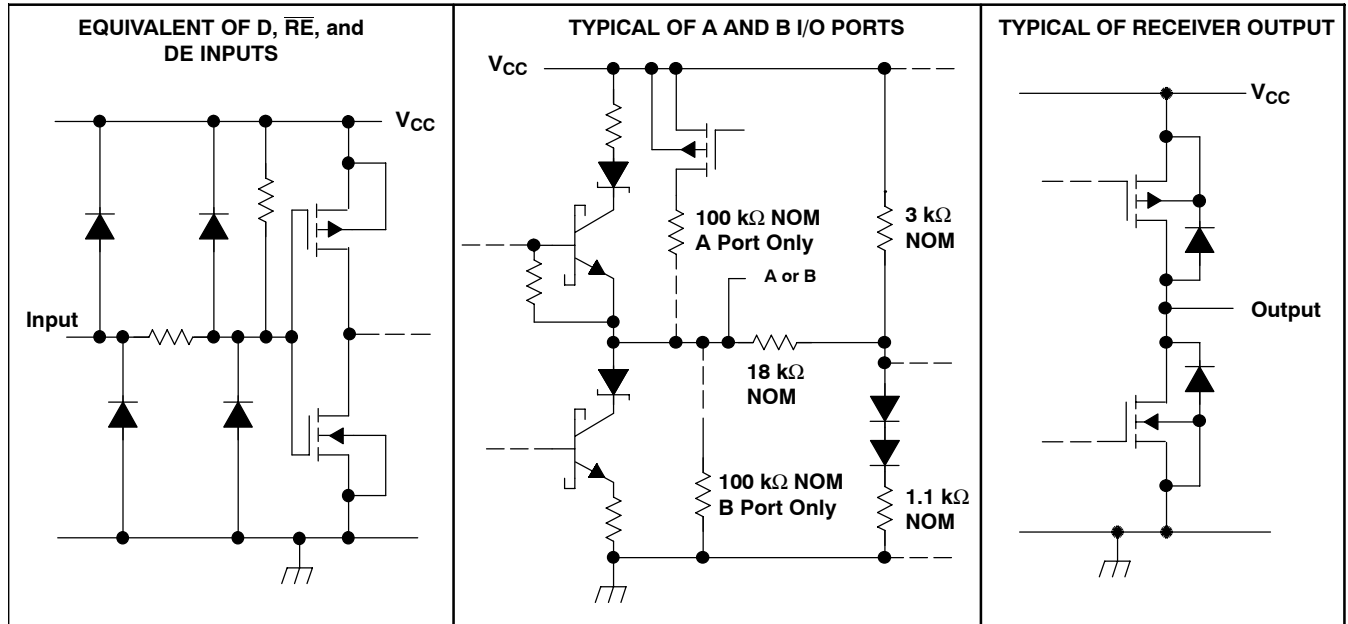 EQUIVALENT OF D, R̅E̅, and
DE INPUTS
VCC
Input
TYPICAL OF A AND B I/O PORTS
VCC
100 kΩ NOM
A Port Only
3 kΩ
NOM
A or B
18 kΩ
NOM
100 kΩ NOM
B Port Only
1.1 kΩ
NOM
TYPICAL OF RECEIVER OUTPUT
VCC
Output